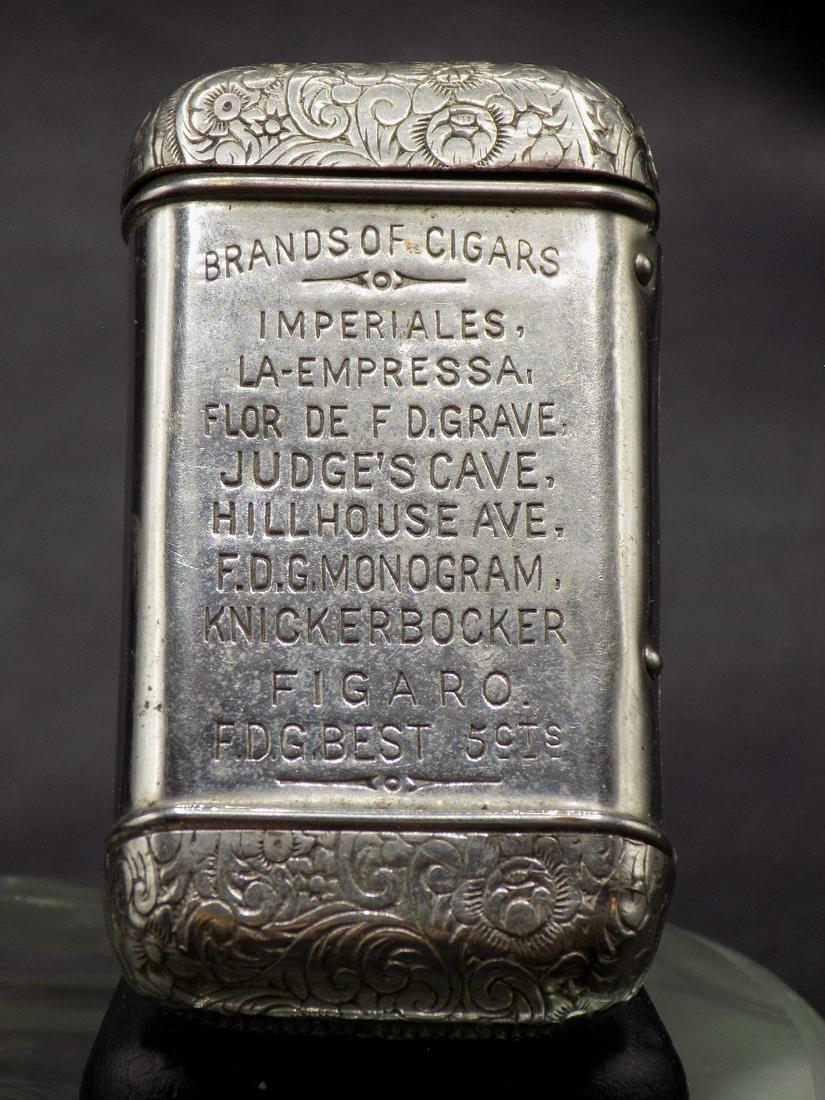 BRANDS OF CIGARS
IMPERIALES,
LA-EMPRESSA,
FLOR DE F D.GRAVE,
JUDGE'S CAVE,
HILLHOUSE AVE,
F.D.G.MONOGRAM,
KNICKERBOCKER
FIGARO.
F.D.G.BEST 5CTS